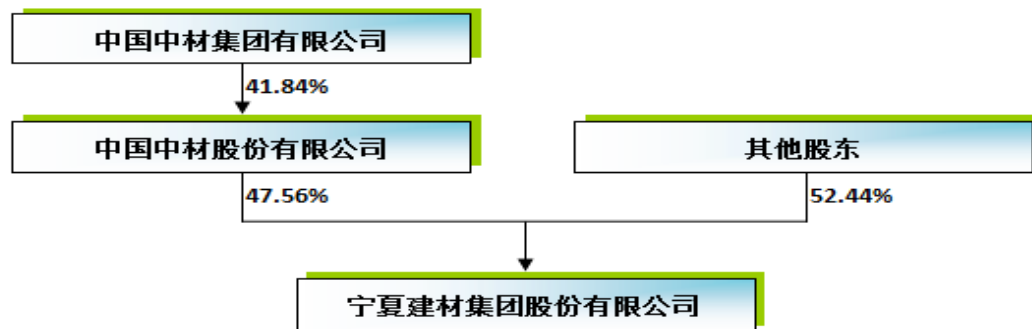 中国中材集团有限公司
41.84%
中国中材股份有限公司
其他股东
47.56%
52.44%
宁夏建材集团股份有限公司